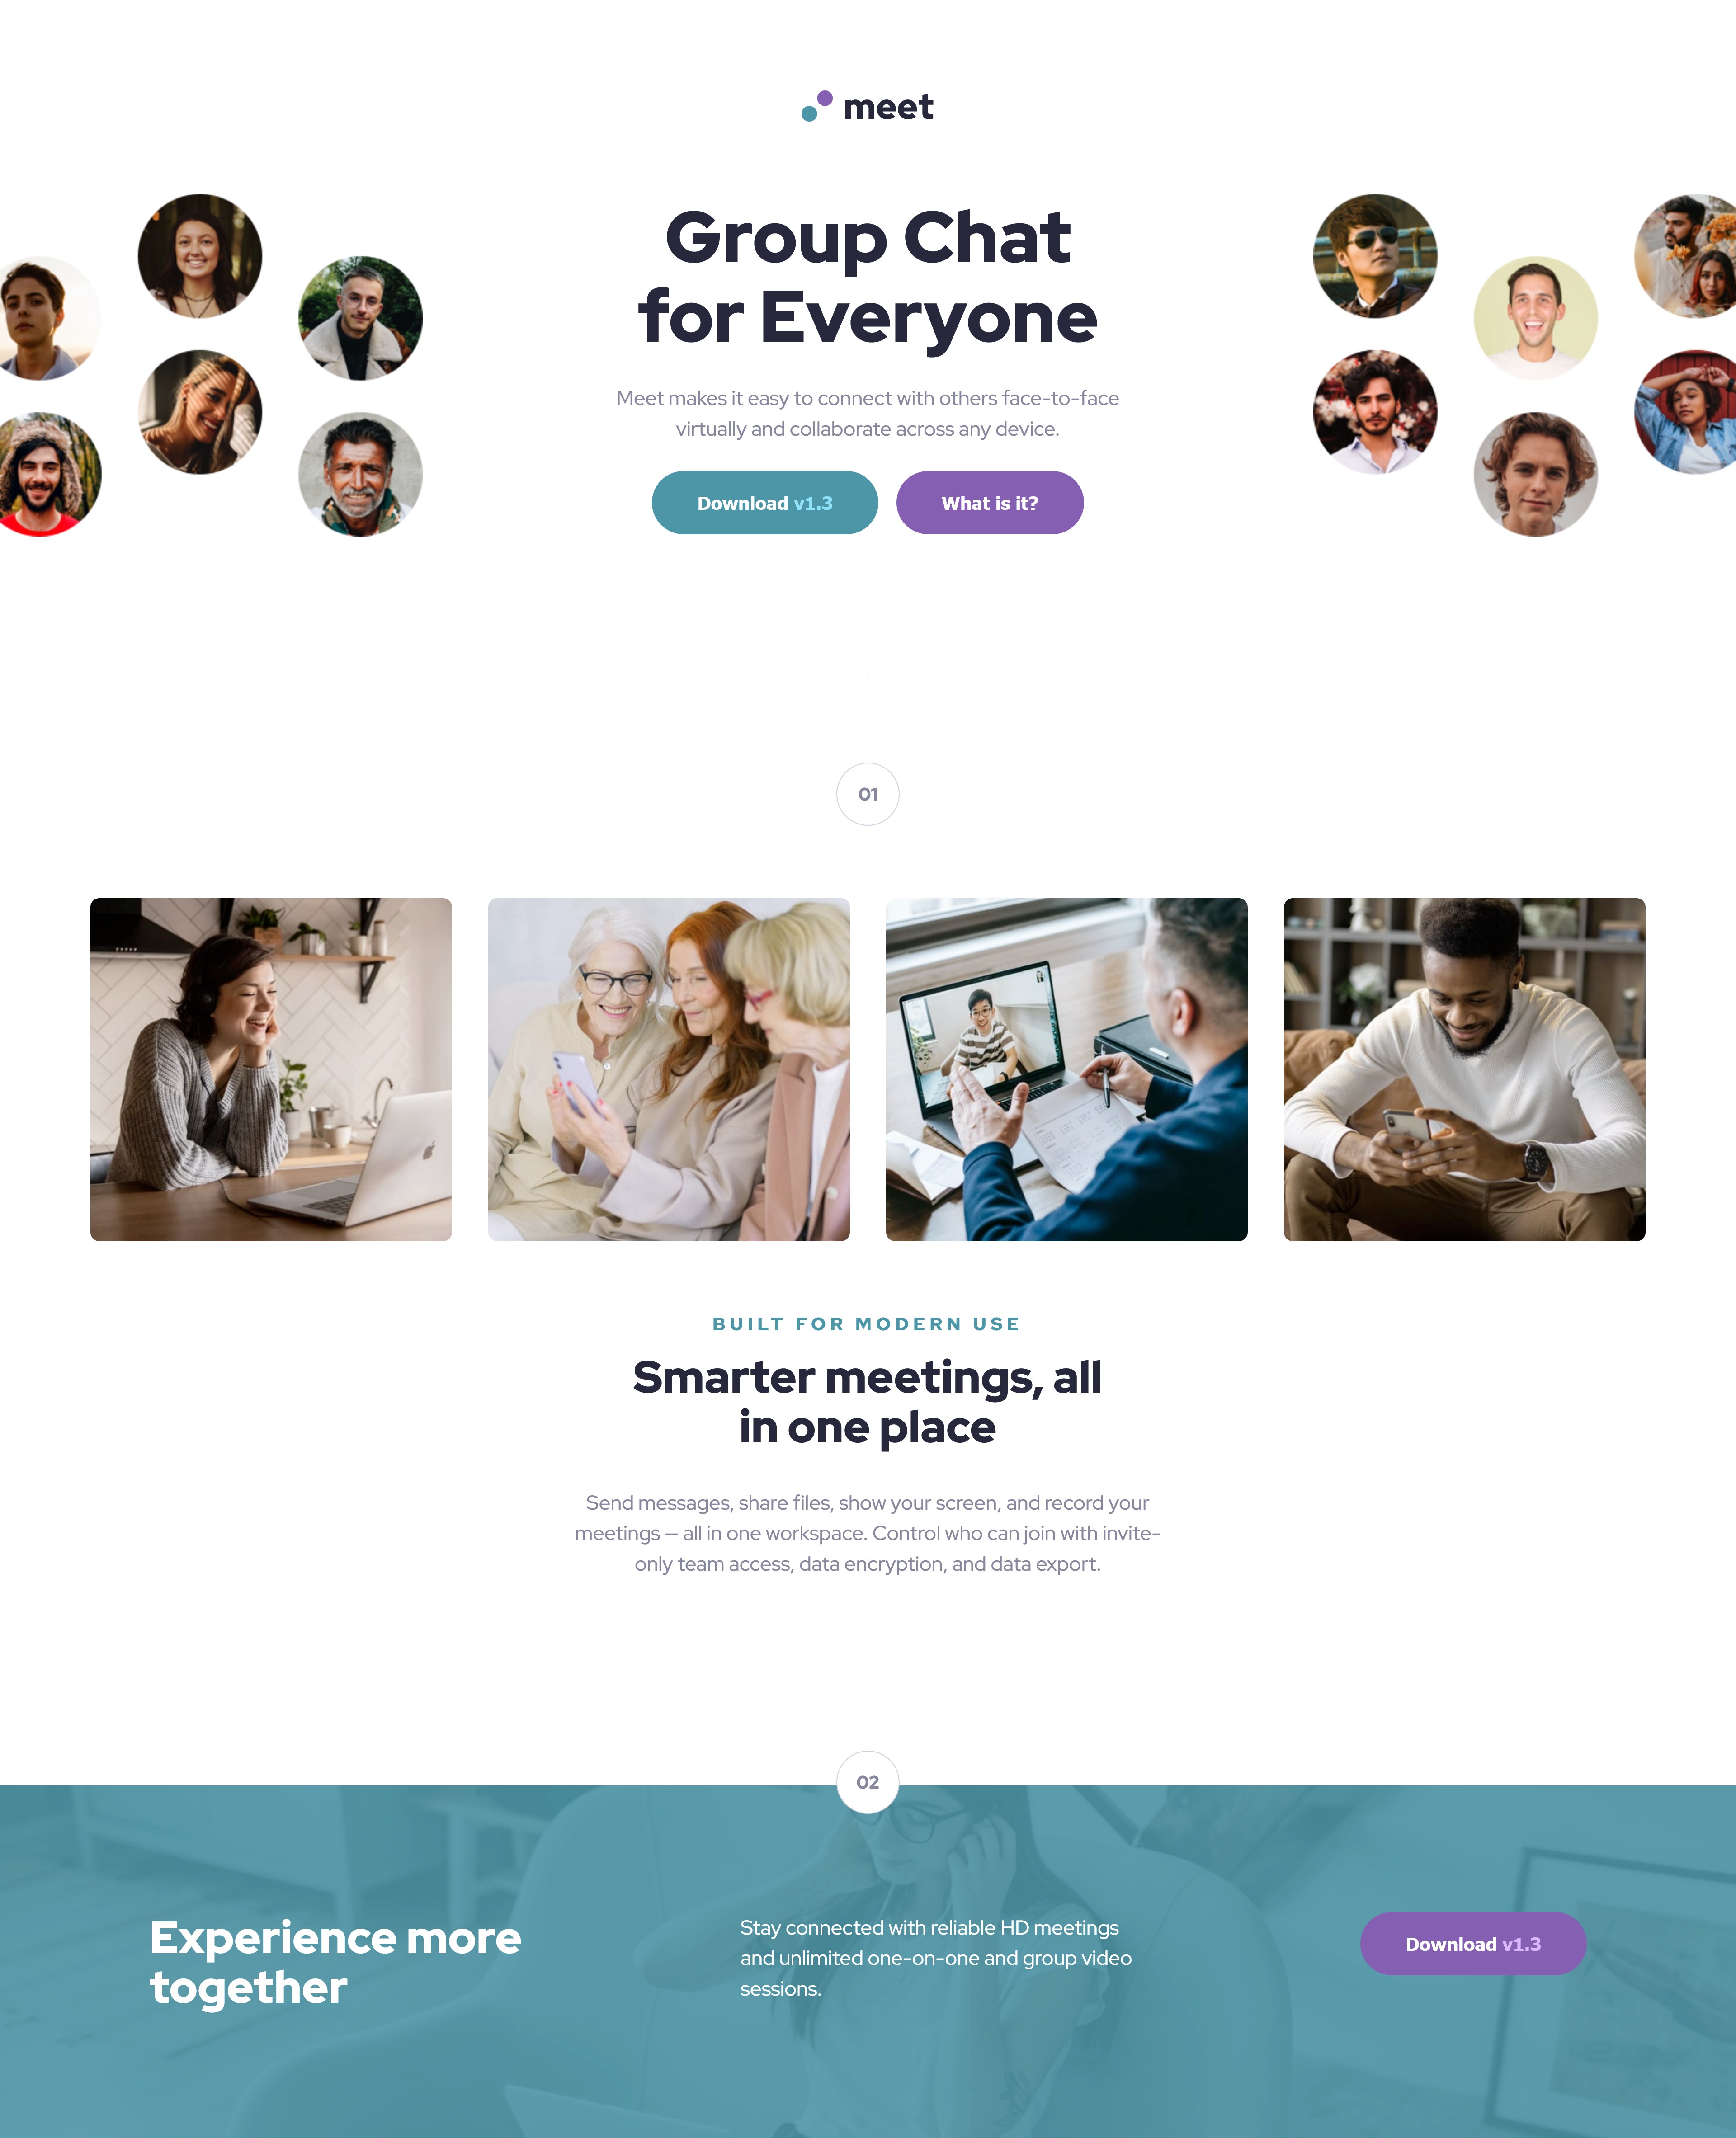 meet
Group Chat
for Everyone
Meet makes it easy to connect with others face-to-face
virtually and collaborate across any device.
Download v1.3
What is it?
01
BUILT FOR MODERN USE
Smarter meetings, all
in one place
Send messages, share files, show your screen, and record your
meetings — all in one workspace. Control who can join with invite-
only team access, data encryption, and data export.
02
Experience more
together
Stay connected with reliable HD meetings
and unlimited one-on-one and group video
sessions.
Download v1.3